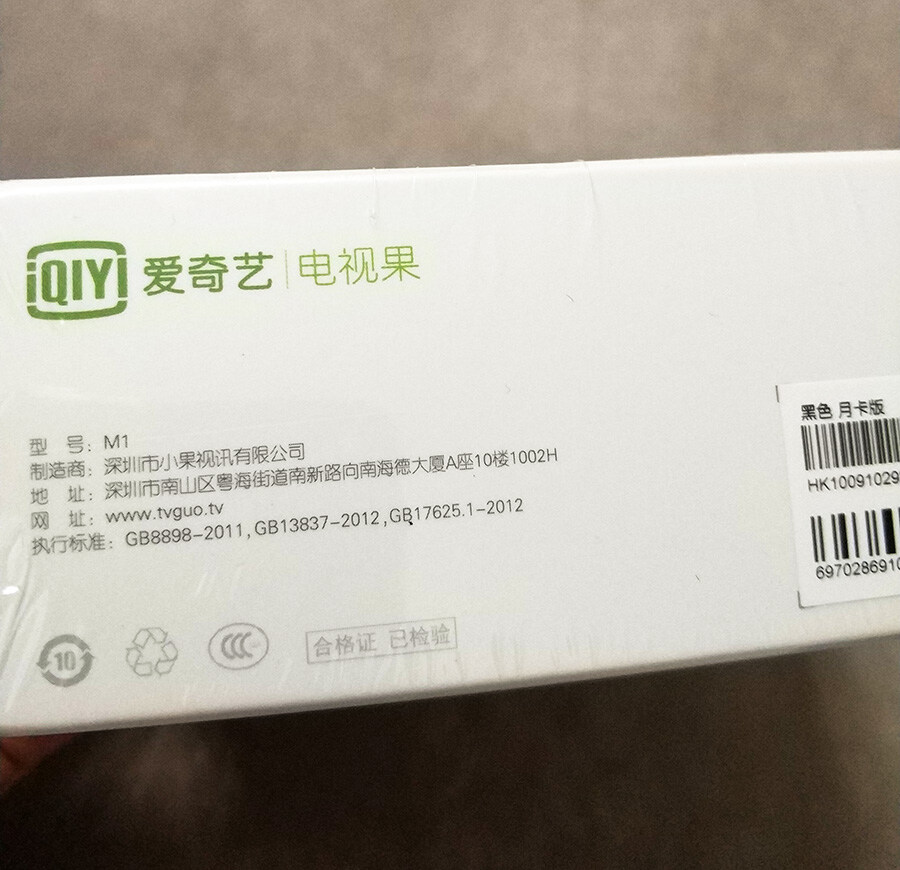 iQIYI 爱奇艺 | 电视果
型 号: M1
制造商: 深圳市小果视讯有限公司
地 址: 深圳市南山区粤海街道南新路向南海德大厦A座10楼1002H
网 址: www.tvguo.tv
执行标准: GB8898-2011,GB13837-2012,GB17625.1-2012
10
CCC
合格证 已检验
黑色 月卡版
HK10091029
6970286910